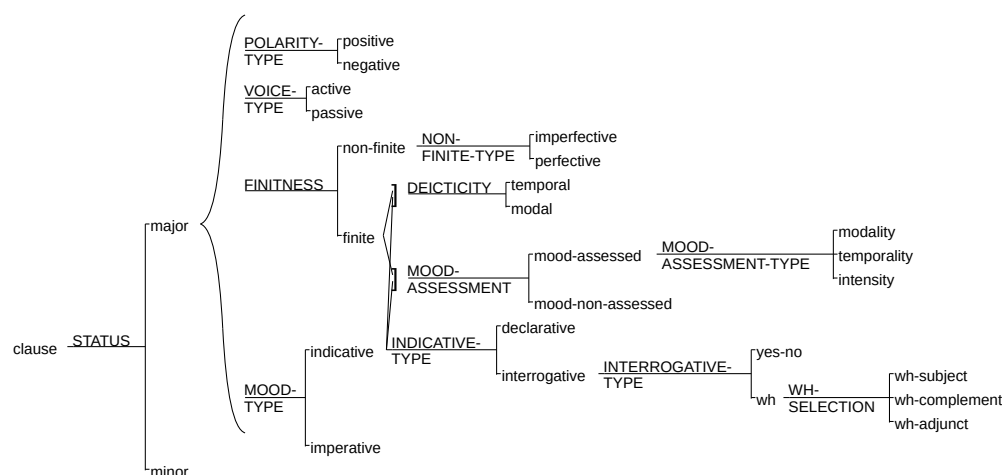 POLARITY-
TYPE
positive
negative
VOICE-
TYPE
active
passive
FINITNESS
non-finite
NON-
FINITE-TYPE
imperfective
perfective
finite
DEICTICITY
temporal
modal
MOOD-
ASSESSMENT
mood-assessed
MOOD-
ASSESSMENT-TYPE
modality
temporality
intensity
mood-non-assessed
major
clause
STATUS
MOOD-
TYPE
indicative
INDICATIVE-
TYPE
declarative
interrogative
INTERROGATIVE-
TYPE
yes-no
wh
WH-
SELECTION
wh-subject
wh-complement
wh-adjunct
imperative
minor